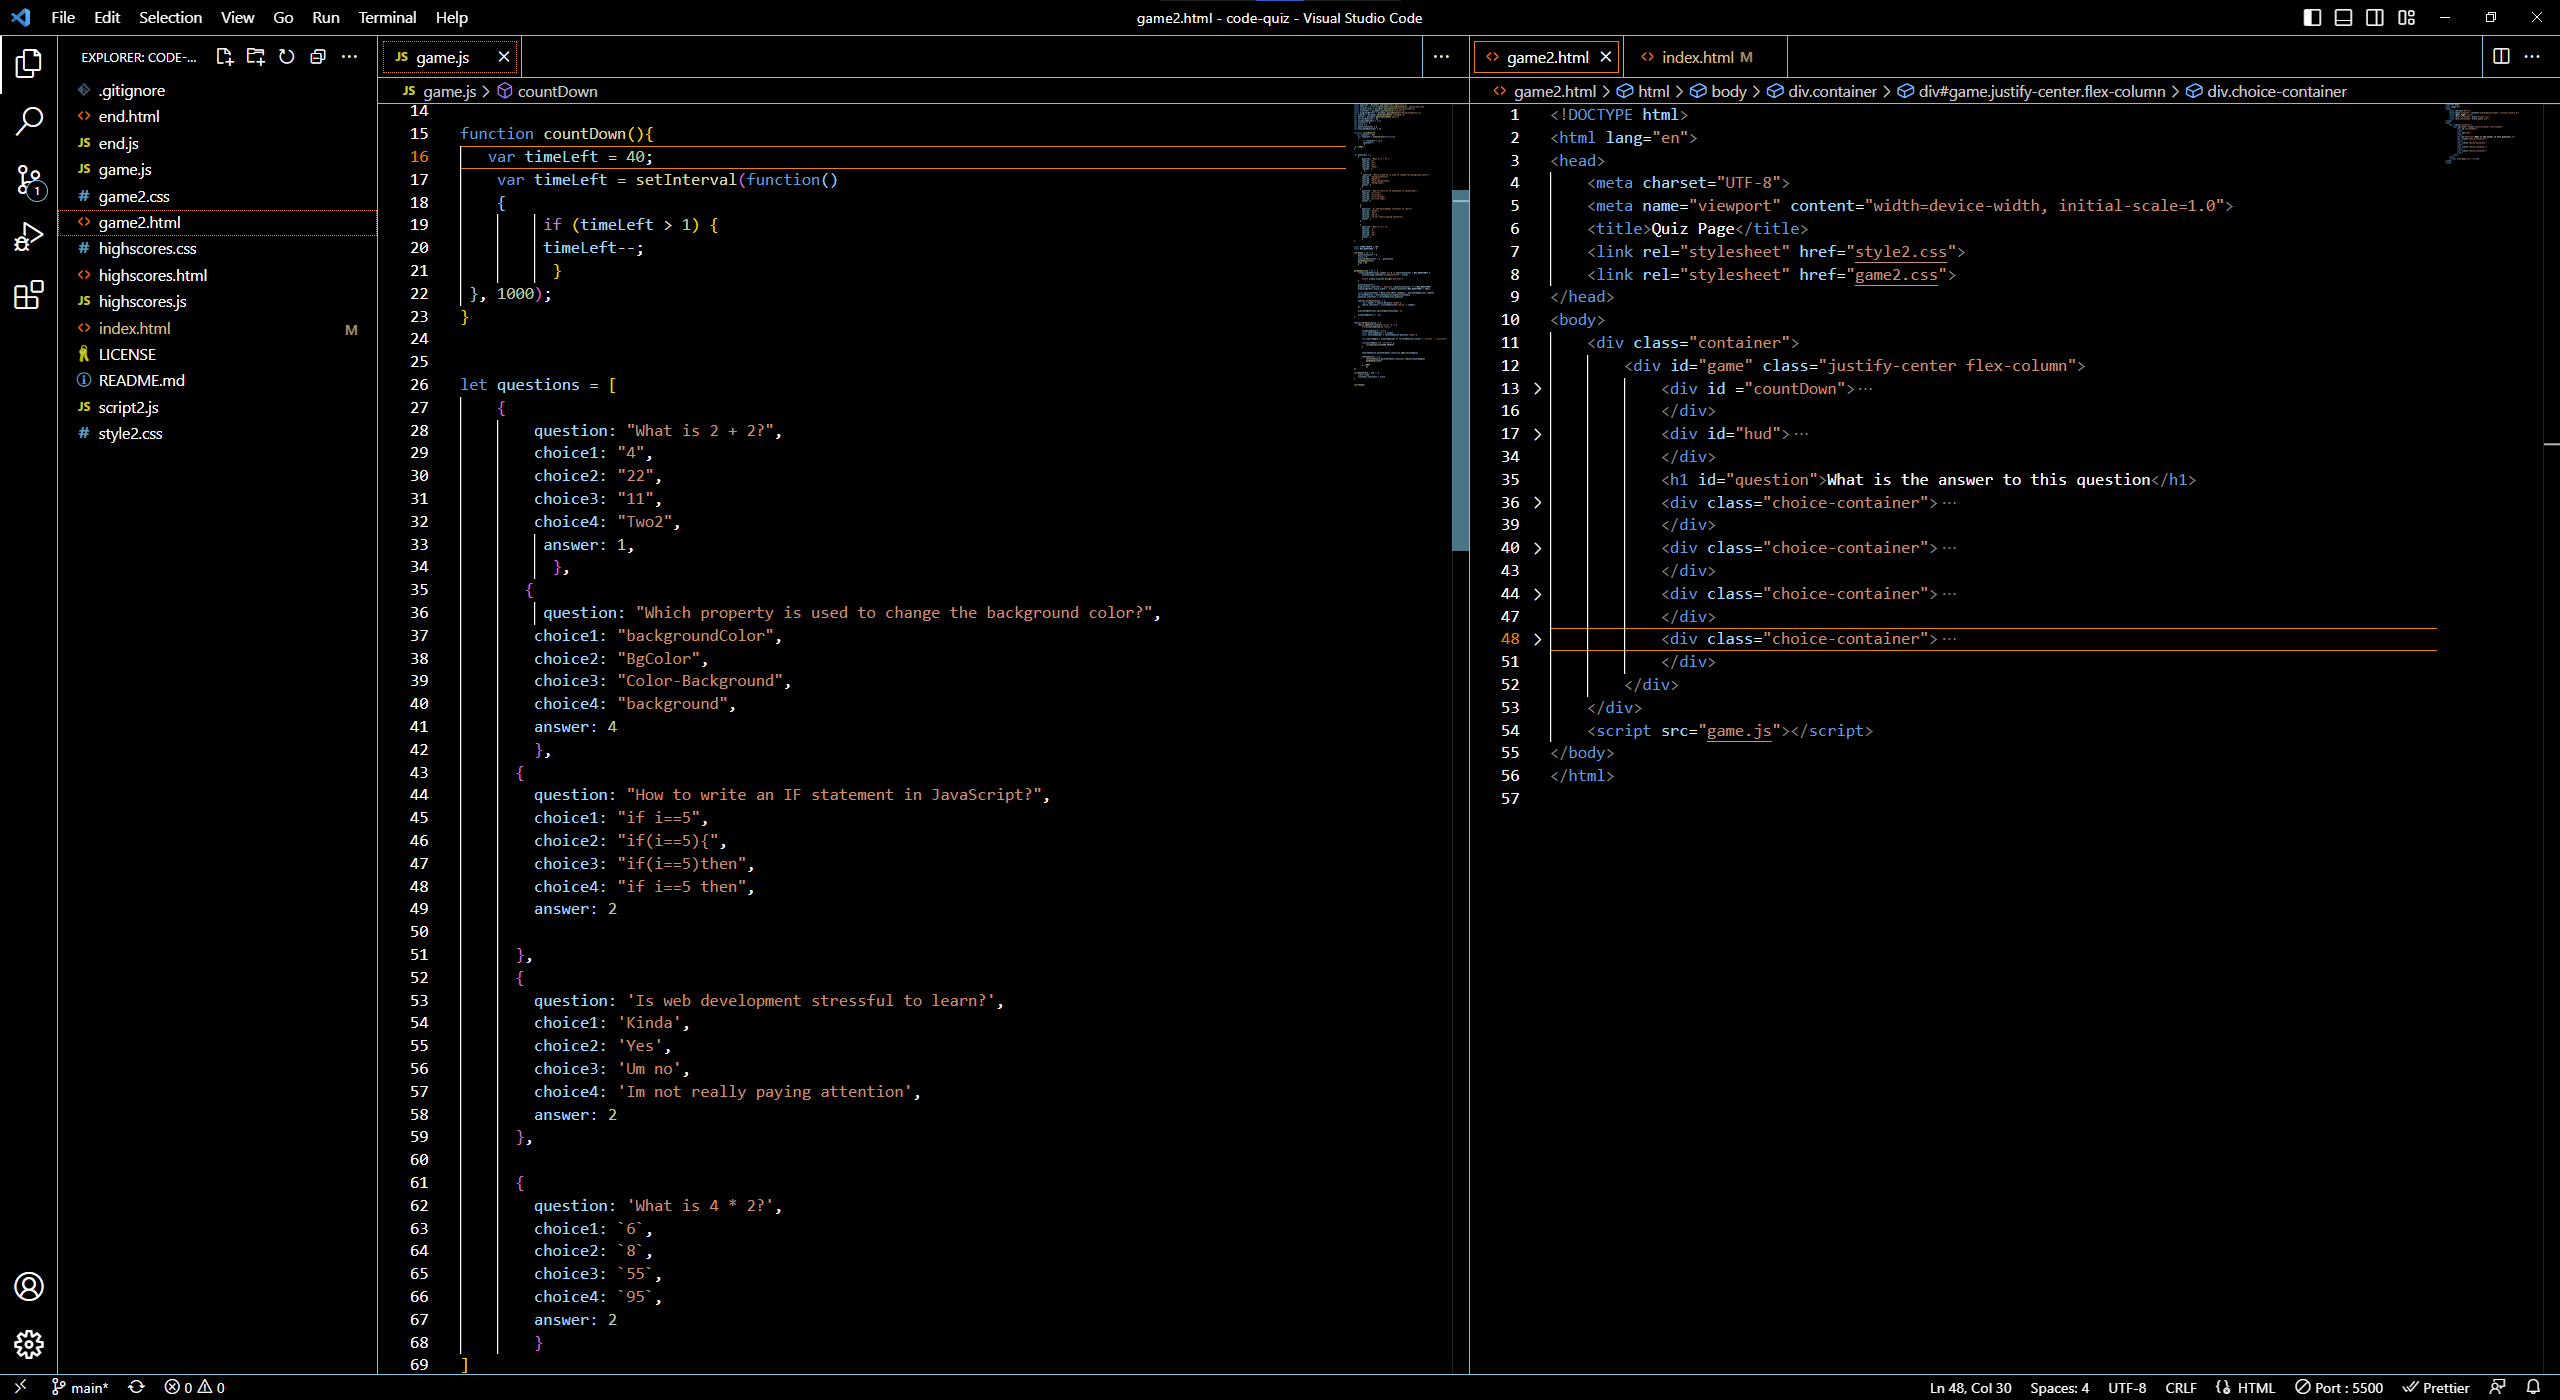 File Edit Selection View Go Run Terminal Help
game2.html - code-quiz - Visual Studio Code
EXPLORER: CODE-...
.gitignore
end.html
end.js
game.js
game2.css
game2.html
highscores.css
highscores.html
highscores.js
index.html M
LICENSE
README.md
script2.js
style2.css
1
JS game.js
JS game.js > countDown
14
15 function countDown(){
16 var timeLeft = 40;
17 var timeLeft = setInterval(function()
18 {
19 if (timeLeft > 1) {
20 timeLeft--;
21 }
22 }, 1000);
23 }
24
25
26 let questions = [
27 {
28 question: "What is 2 + 2?",
29 choice1: "4",
30 choice2: "22",
31 choice3: "11",
32 choice4: "Two2",
33 answer: 1,
34 },
35 {
36 question: "Which property is used to change the background color?",
37 choice1: "backgroundColor",
38 choice2: "BgColor",
39 choice3: "Color-Background",
40 choice4: "background",
41 answer: 4
42 },
43 {
44 question: "How to write an IF statement in JavaScript?",
45 choice1: "if i==5",
46 choice2: "if(i==5){",
47 choice3: "if(i==5)then",
48 choice4: "if i==5 then",
49 answer: 2
50
51 },
52 {
53 question: 'Is web development stressful to learn?',
54 choice1: 'Kinda',
55 choice2: 'Yes',
56 choice3: 'Um no',
57 choice4: 'Im not really paying attention',
58 answer: 2
59 },
60
61 {
62 question: 'What is 4 * 2?',
63 choice1: `6`,
64 choice2: `8`,
65 choice3: `55`,
66 choice4: `95`,
67 answer: 2
68 }
69 ]
game2.html index.html M
game2.html > html > body > div.container > div#game.justify-center.flex-column > div.choice-container
1 <!DOCTYPE html>
2 <html lang="en">
3 <head>
4 <meta charset="UTF-8">
5 <meta name="viewport" content="width=device-width, initial-scale=1.0">
6 <title>Quiz Page</title>
7 <link rel="stylesheet" href="style2.css">
8 <link rel="stylesheet" href="game2.css">
9 </head>
10 <body>
11 <div class="container">
12 <div id="game" class="justify-center flex-column">
13 <div id ="countDown">...
16 </div>
17 <div id="hud">...
34 </div>
35 <h1 id="question">What is the answer to this question</h1>
36 <div class="choice-container">...
39 </div>
40 <div class="choice-container">...
43 </div>
44 <div class="choice-container">...
47 </div>
48 <div class="choice-container">...
51 </div>
52 </div>
53 </div>
54 <script src="game.js"></script>
55 </body>
56 </html>
57
main* 0 0
Ln 48, Col 30 Spaces: 4 UTF-8 CRLF HTML Port : 5500 Prettier